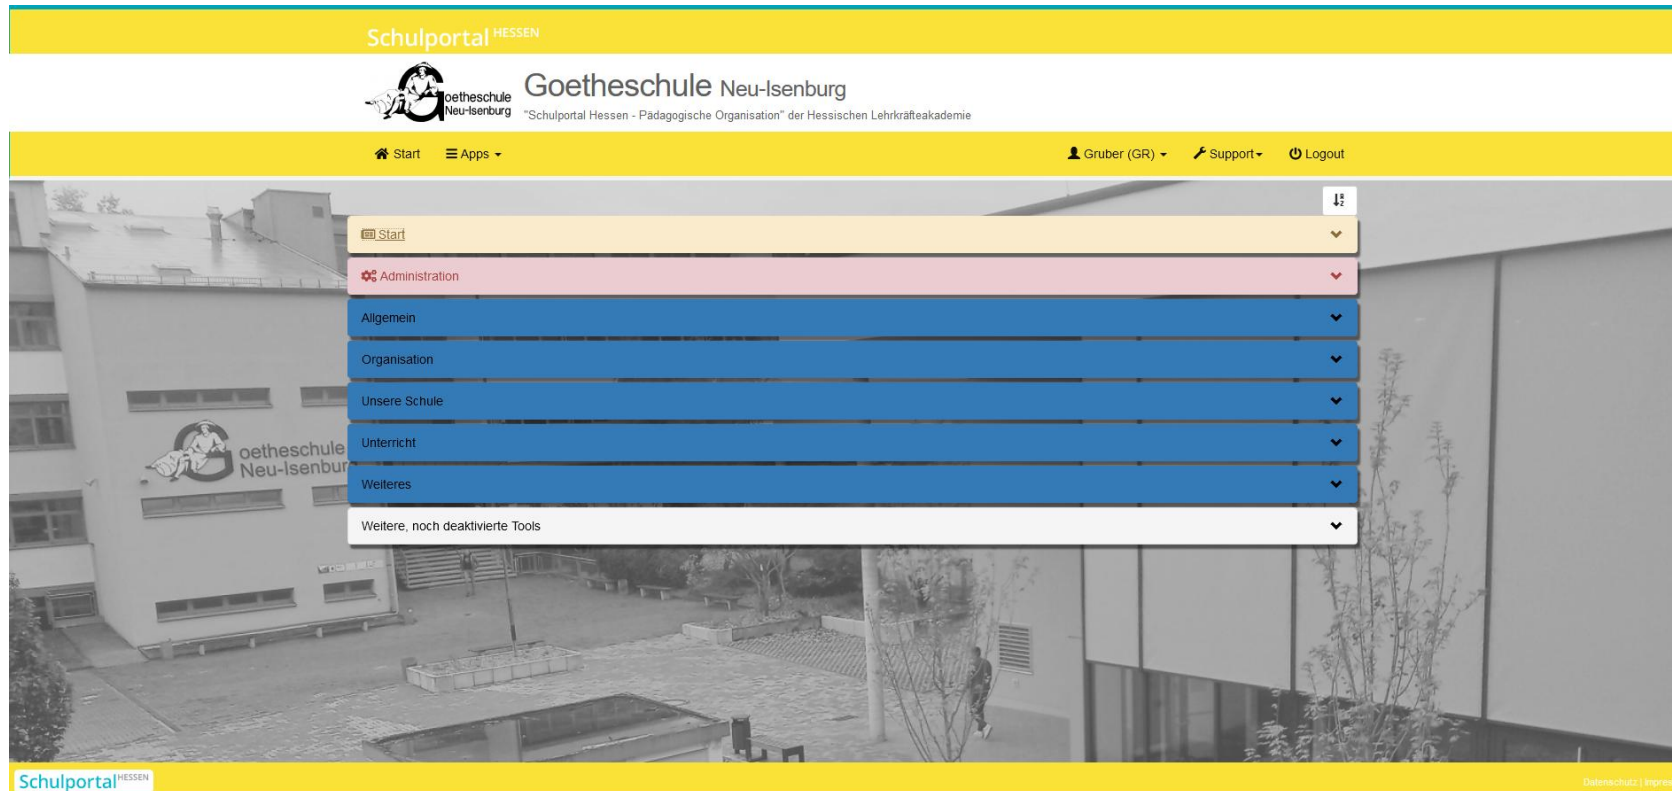 Schulportal HESSEN
oetheschule
Neu-Isenburg
Goetheschule Neu-Isenburg
"Schulportal Hessen - Pädagogische Organisation" der Hessischen Lehrkräfteakademie
Start Apps Gruber (GR) Support Logout
Start
Administration
Allgemein
Organisation
Unsere Schule
Unterricht
Weiteres
Weitere, noch deaktivierte Tools
oetheschule
Neu-Isenbur
Schulportal HESSEN
Datenschutz |